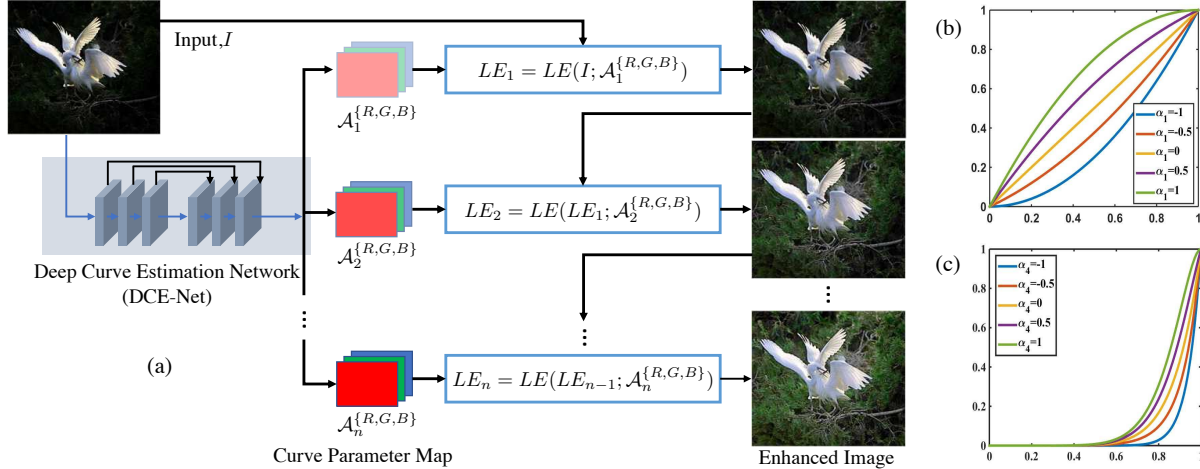 Input,I
𝒜₁^{R,G,B}
LE₁ = LE(I; 𝒜₁^{R,G,B})
Deep Curve Estimation Network
(DCE-Net)
𝒜₂^{R,G,B}
LE₂ = LE(LE₁; 𝒜₂^{R,G,B})
...
...
...
(a)
𝒜ₙ^{R,G,B}
LEₙ = LE(LEₙ₋₁; 𝒜ₙ^{R,G,B})
Curve Parameter Map
Enhanced Image
(b)
1
0.8
0.6
0.4
0.2
0
0 0.2 0.4 0.6 0.8 1
α₁=-1
α₁=-0.5
α₁=0
α₁=0.5
α₁=1
(c)
1
0.8
0.6
0.4
0.2
0
0 0.2 0.4 0.6 0.8 1
α₄=-1
α₄=-0.5
α₄=0
α₄=0.5
α₄=1